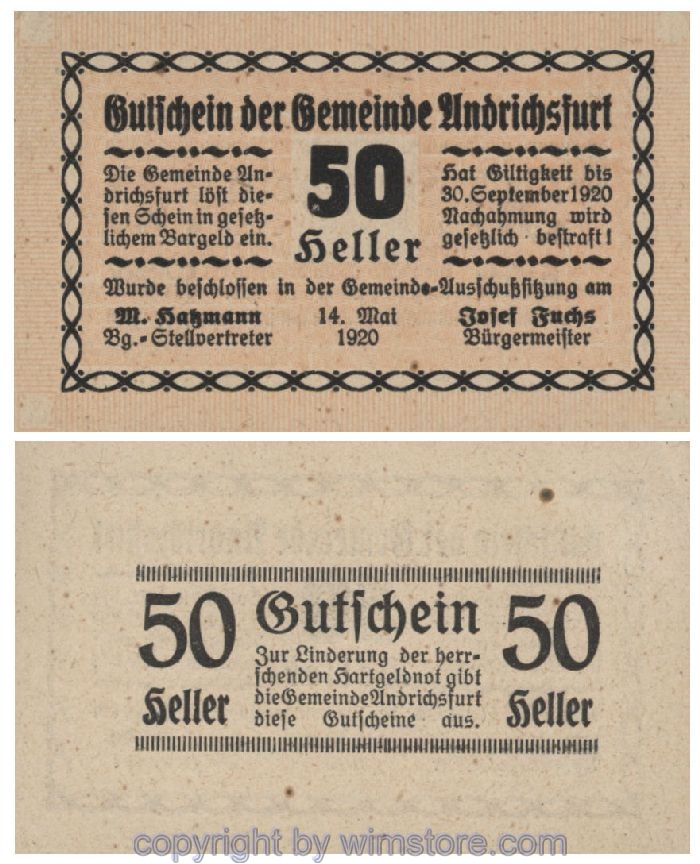 Gutschein der Gemeinde Andrichsfurt
Die Gemeinde An-
drichsfurt löst die-
sen Schein in gesetz-
lichem Bargeld ein.
50
Heller
Hat Giltigkeit bis
30. September 1920
Nachahmung wird
gesetzlich bestraft!
Wurde beschlossen in der Gemeinde-Ausschußsitzung am
M. Hatzmann 14. Mai Josef Fuchs
Bg.-Stellvertreter 1920 Bürgermeister
50
Heller
Gutschein
Zur Linderung der herr-
schenden Hartgeldnot gibt
die Gemeinde Andrichsfurt
diese Gutscheine aus.
50
Heller
copyright by wimstore.com